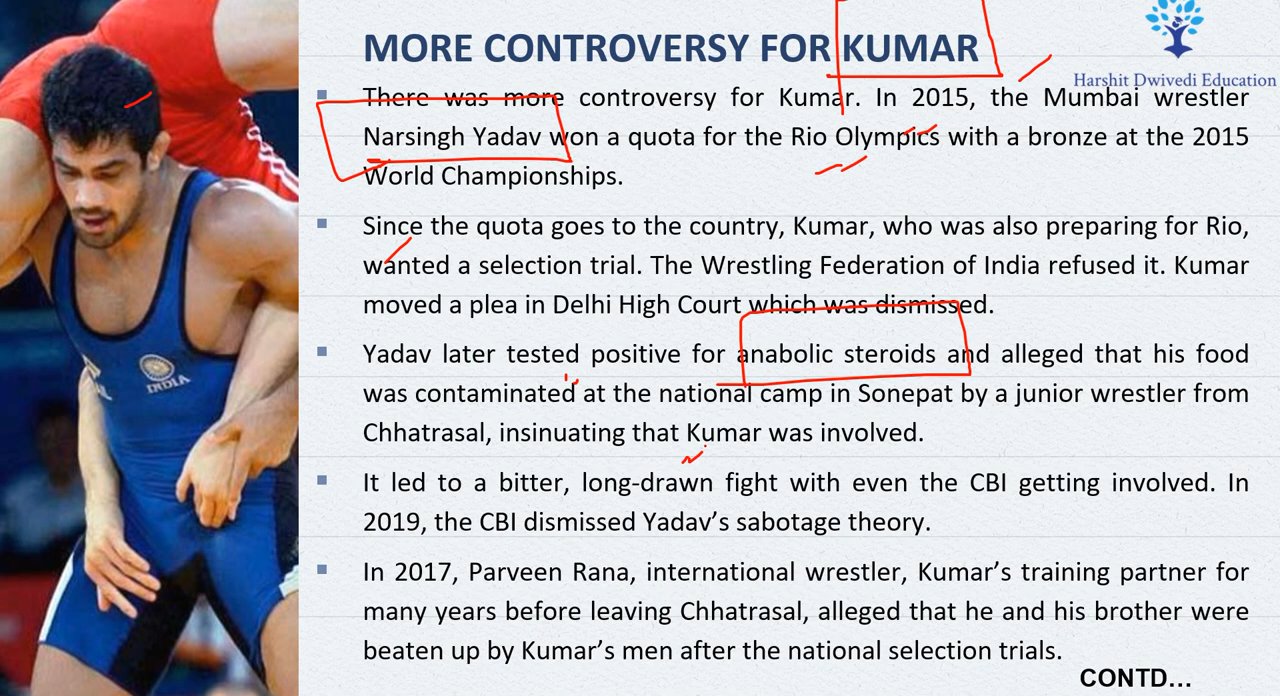 MORE CONTROVERSY FOR KUMAR
Harshit Dwivedi Education
There was more controversy for Kumar. In 2015, the Mumbai wrestler
Narsingh Yadav won a quota for the Rio Olympics with a bronze at the 2015
World Championships.
Since the quota goes to the country, Kumar, who was also preparing for Rio,
wanted a selection trial. The Wrestling Federation of India refused it. Kumar
moved a plea in Delhi High Court which was dismissed.
Yadav later tested positive for anabolic steroids and alleged that his food
was contaminated at the national camp in Sonepat by a junior wrestler from
Chhatrasal, insinuating that Kumar was involved.
It led to a bitter, long-drawn fight with even the CBI getting involved. In
2019, the CBI dismissed Yadav’s sabotage theory.
In 2017, Parveen Rana, international wrestler, Kumar’s training partner for
many years before leaving Chhatrasal, alleged that he and his brother were
beaten up by Kumar’s men after the national selection trials.
CONTD...
INDIA